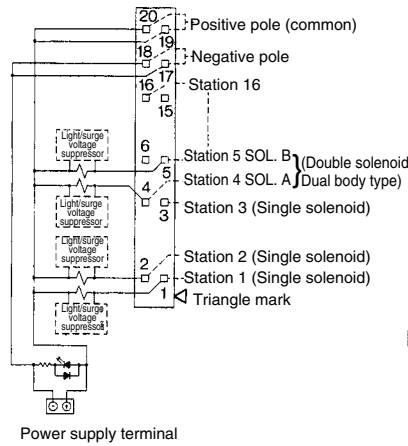 20
Positive pole (common)
19
18
Negative pole
17
16
Station 16
15
Light/surge
voltage
suppressor
6
5
Station 5 SOL. B
(Double solenoid
4
Station 4 SOL. A
Dual body type)
Light/surge
voltage
suppressor
3
Station 3 (Single solenoid)
Light/surge
voltage
suppressor
2
Station 2 (Single solenoid)
Station 1 (Single solenoid)
1
Triangle mark
Light/surge
voltage
suppressor
Power supply terminal